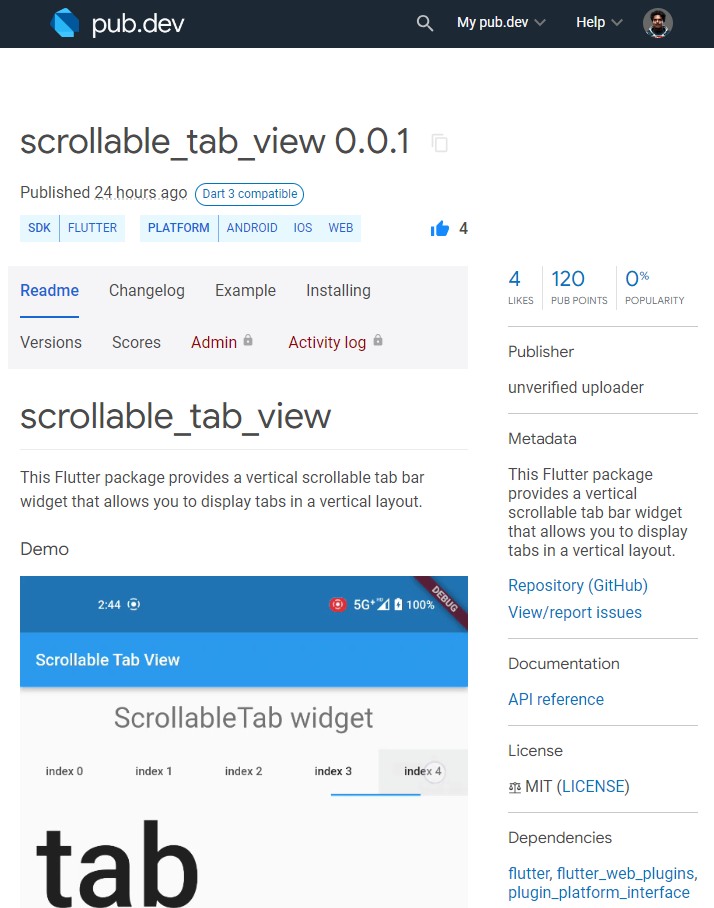 pub.dev
My pub.dev
Help
scrollable_tab_view 0.0.1
Published 24 hours ago
Dart 3 compatible
SDK FLUTTER
PLATFORM ANDROID IOS WEB
4
Readme Changelog Example Installing
Versions Scores Admin Activity log
scrollable_tab_view
This Flutter package provides a vertical scrollable tab bar
widget that allows you to display tabs in a vertical layout.
Demo
2:44
5G+ 100%
DEBUG
Scrollable Tab View
ScrollableTab widget
index 0 index 1 index 2 index 3 index 4
tab
4 120 0%
LIKES PUB POINTS POPULARITY
Publisher
unverified uploader
Metadata
This Flutter package
provides a vertical
scrollable tab bar widget
that allows you to display
tabs in a vertical layout.
Repository (GitHub)
View/report issues
Documentation
API reference
License
MIT (LICENSE)
Dependencies
flutter, flutter_web_plugins,
plugin_platform_interface